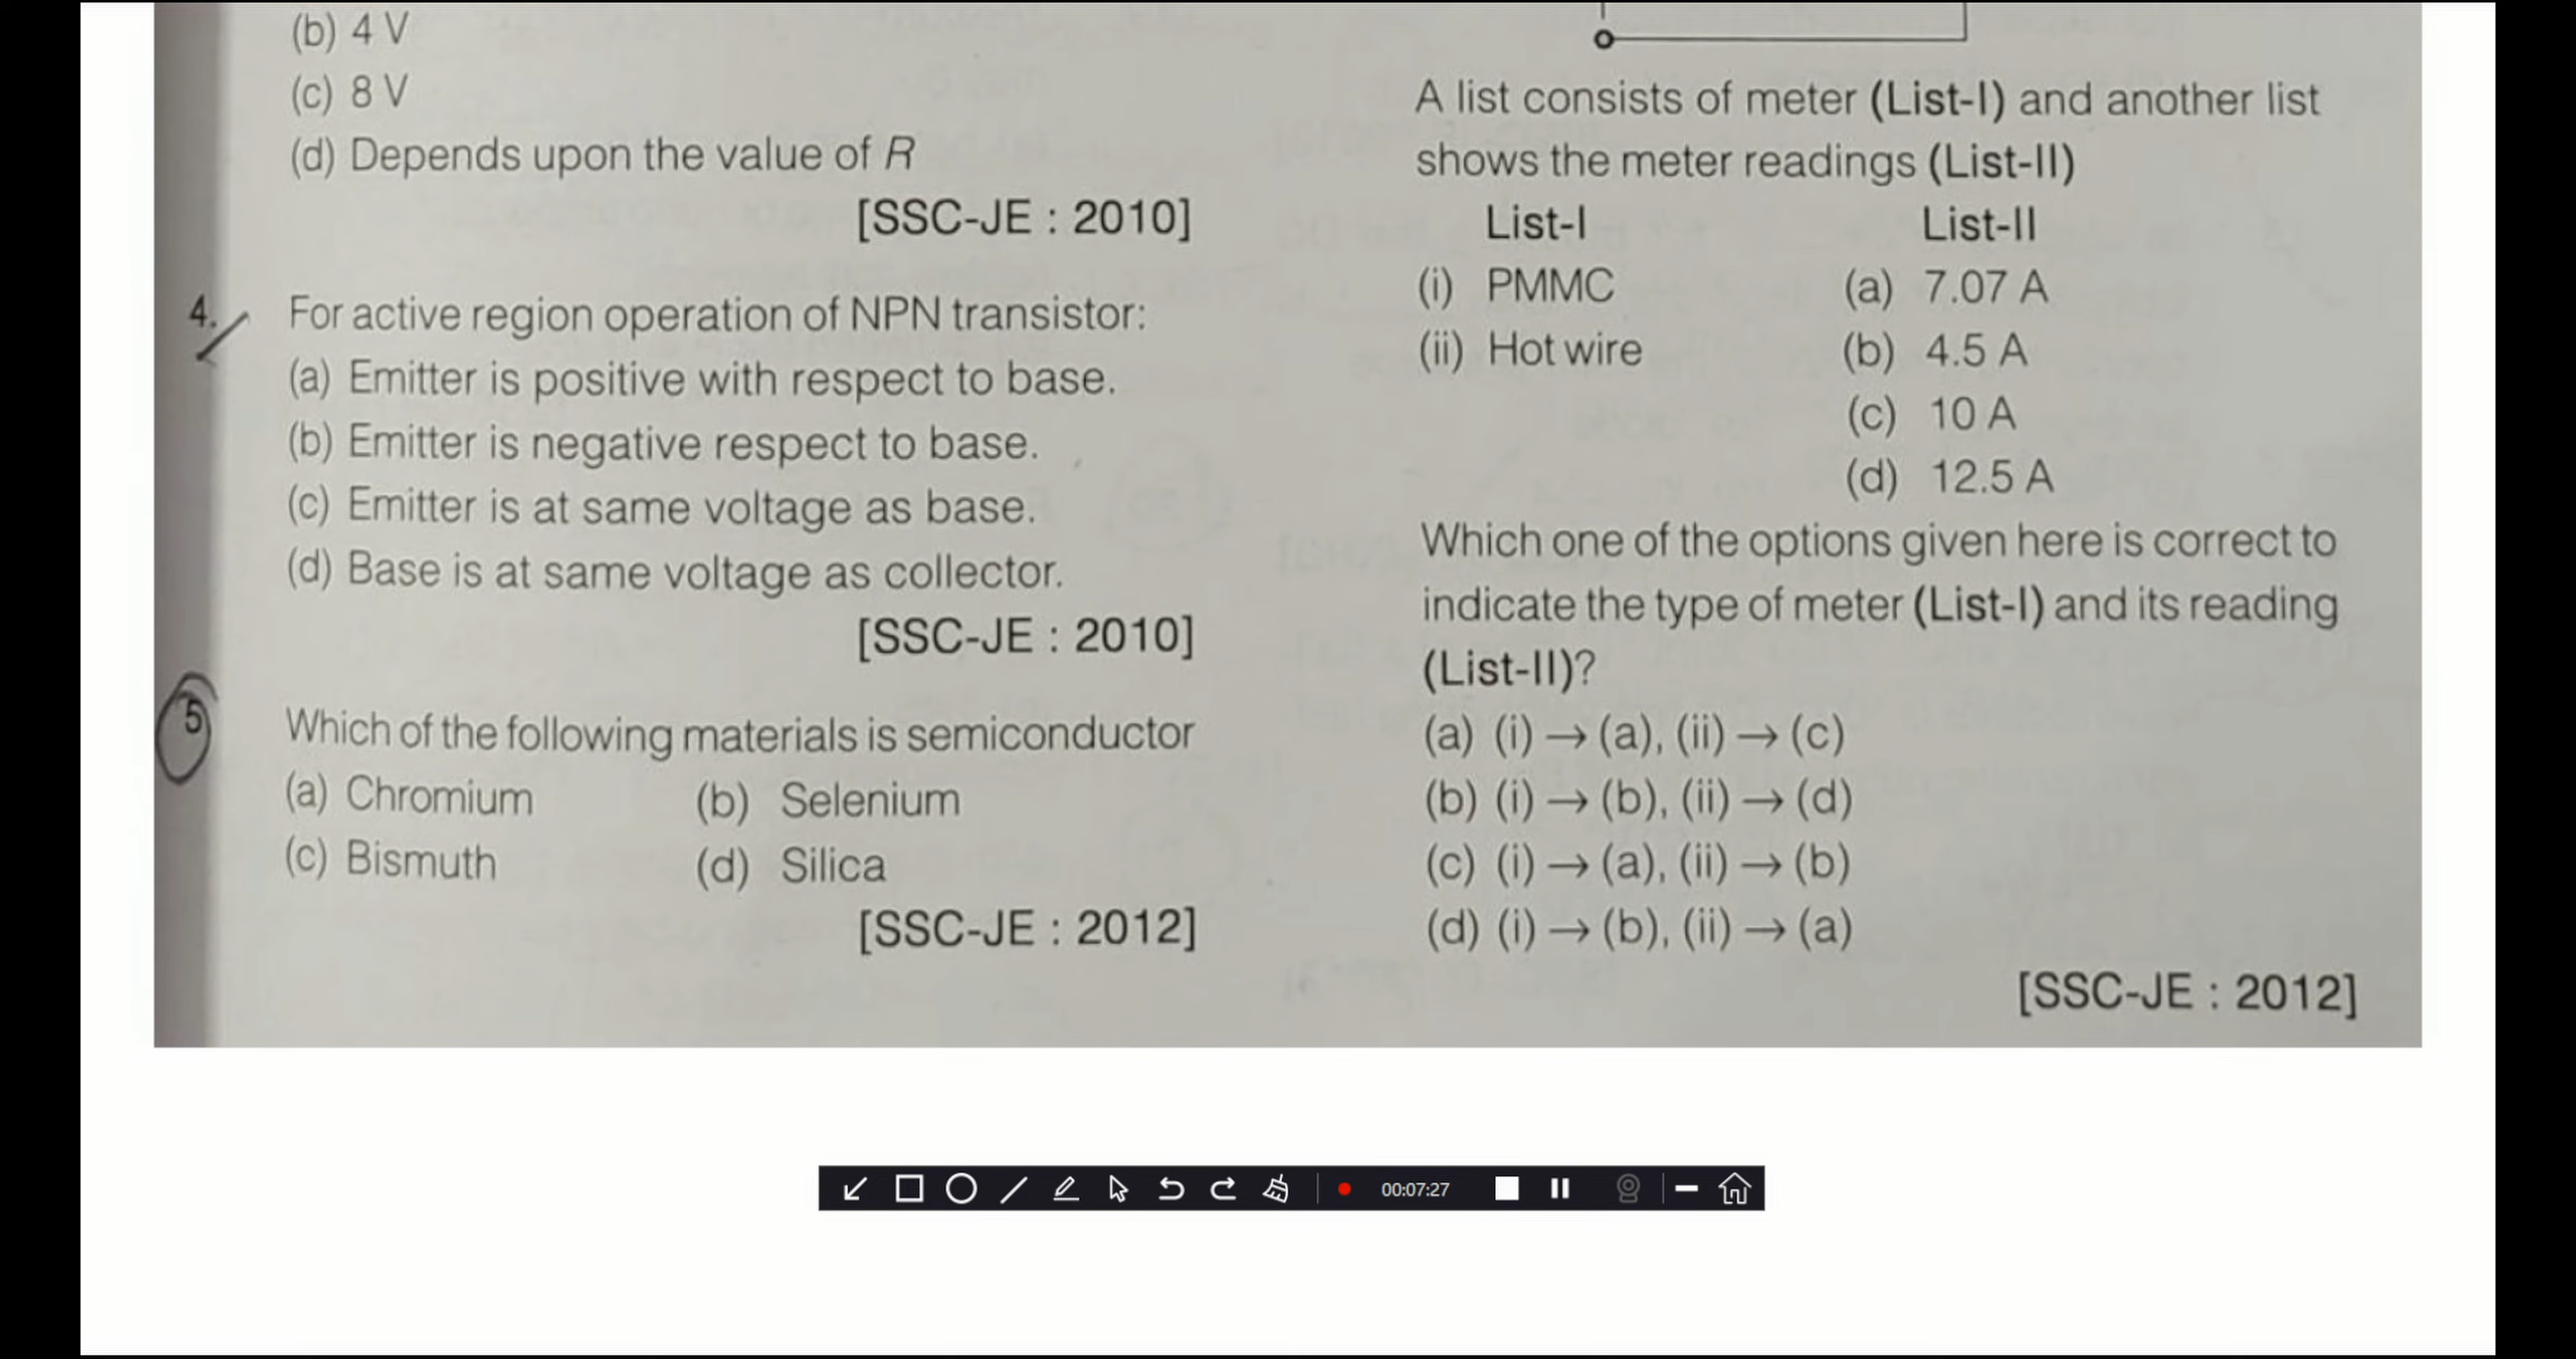 (b) 4 V
(c) 8 V
(d) Depends upon the value of R
[SSC-JE : 2010]
4. For active region operation of NPN transistor:
(a) Emitter is positive with respect to base.
(b) Emitter is negative respect to base.
(c) Emitter is at same voltage as base.
(d) Base is at same voltage as collector.
[SSC-JE : 2010]
5 Which of the following materials is semiconductor
(a) Chromium (b) Selenium
(c) Bismuth (d) Silica
[SSC-JE : 2012]
A list consists of meter (List-I) and another list
shows the meter readings (List-II)
List-I List-II
(i) PMMC (a) 7.07 A
(ii) Hot wire (b) 4.5 A
(c) 10 A
(d) 12.5 A
Which one of the options given here is correct to
indicate the type of meter (List-I) and its reading
(List-II)?
(a) (i) → (a), (ii) → (c)
(b) (i) → (b), (ii) → (d)
(c) (i) → (a), (ii) → (b)
(d) (i) → (b), (ii) → (a)
[SSC-JE : 2012]
00:07:27